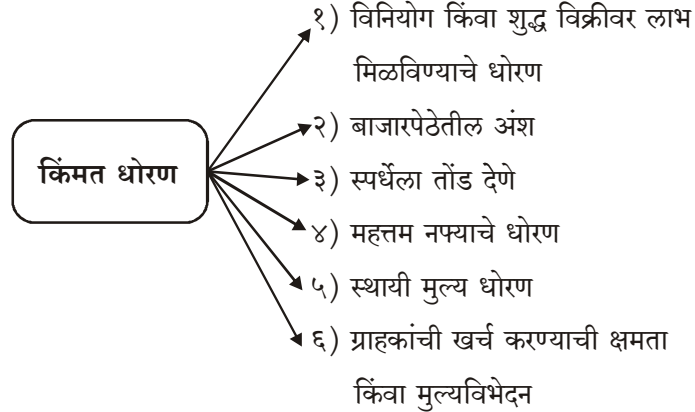 १) विनियोग किंवा शुद्ध विक्रीवर लाभ
मिळविण्याचे धोरण
२) बाजारपेठेतील अंश
किंमत धोरण
३) स्पर्धेला तोंड देणे
४) महत्तम नफ्याचे धोरण
५) स्थायी मुल्य धोरण
६) ग्राहकांची खर्च करण्याची क्षमता
किंवा मुल्यविभेदन